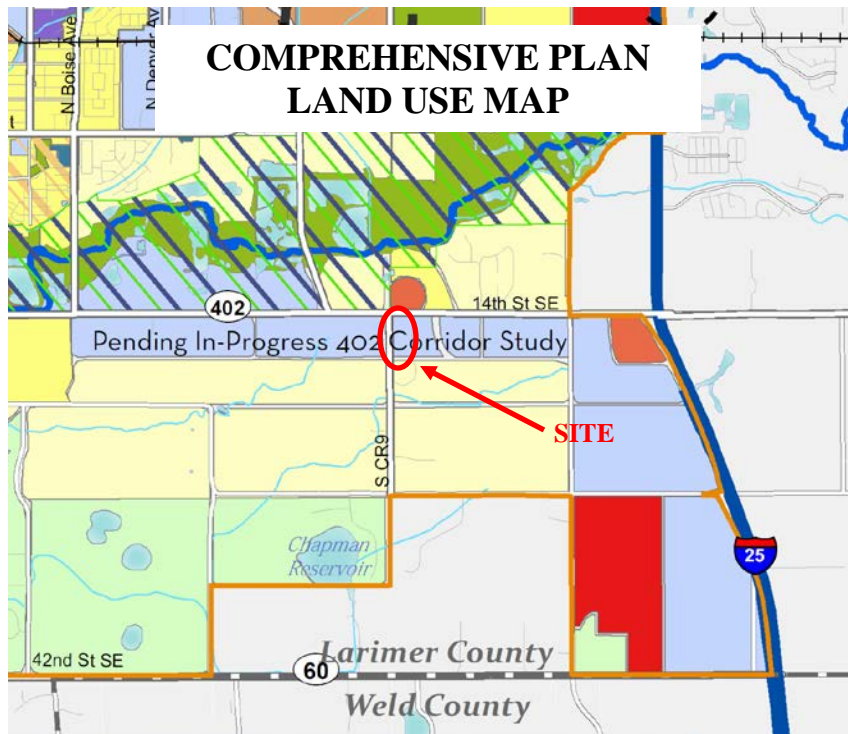 COMPREHENSIVE PLAN
LAND USE MAP
N Boise Ave
N Denver Av
402
14th St SE
Pending In-Progress 402 Corridor Study
SITE
S CR9
Chapman
Reservoir
25
42nd St SE
60
Larimer County
Weld County